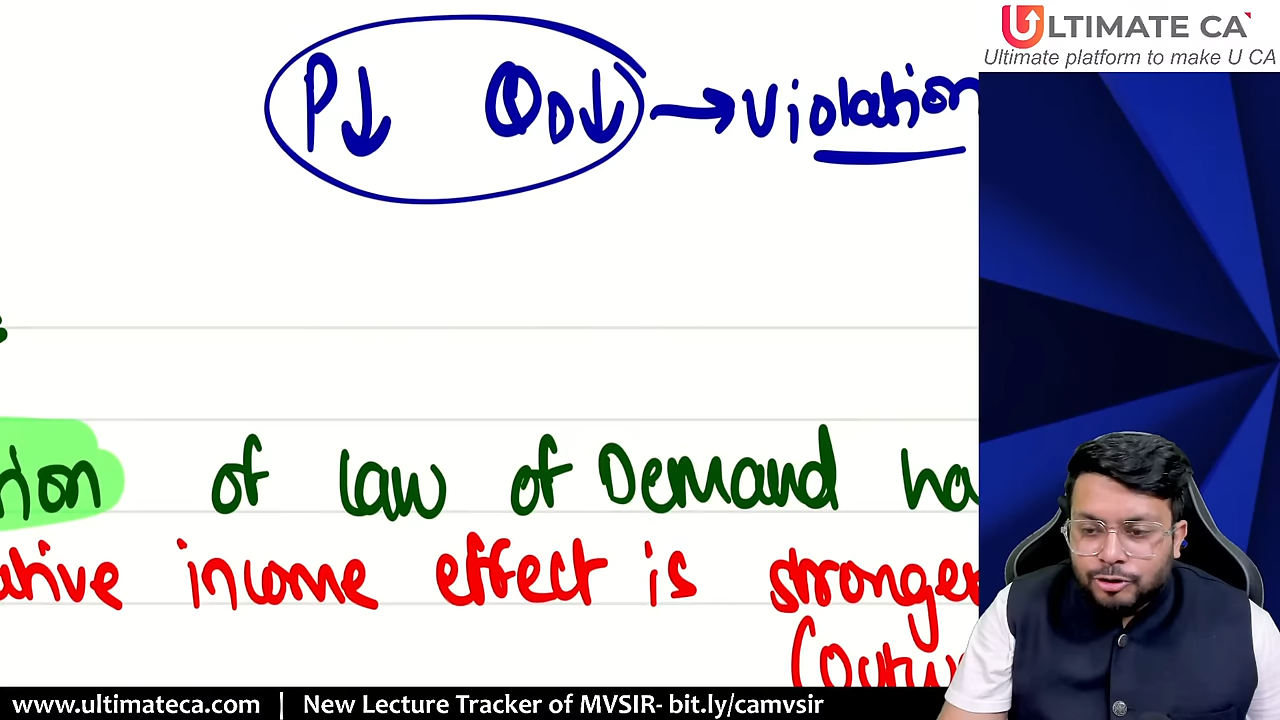 ULTIMATE CA
Ultimate platform to make U CA
P↓ QD↓ → Violation
of law of Demand
income effect is stronger
www.ultimateca.com | New Lecture Tracker of MVSIR- bit.ly/camvsir